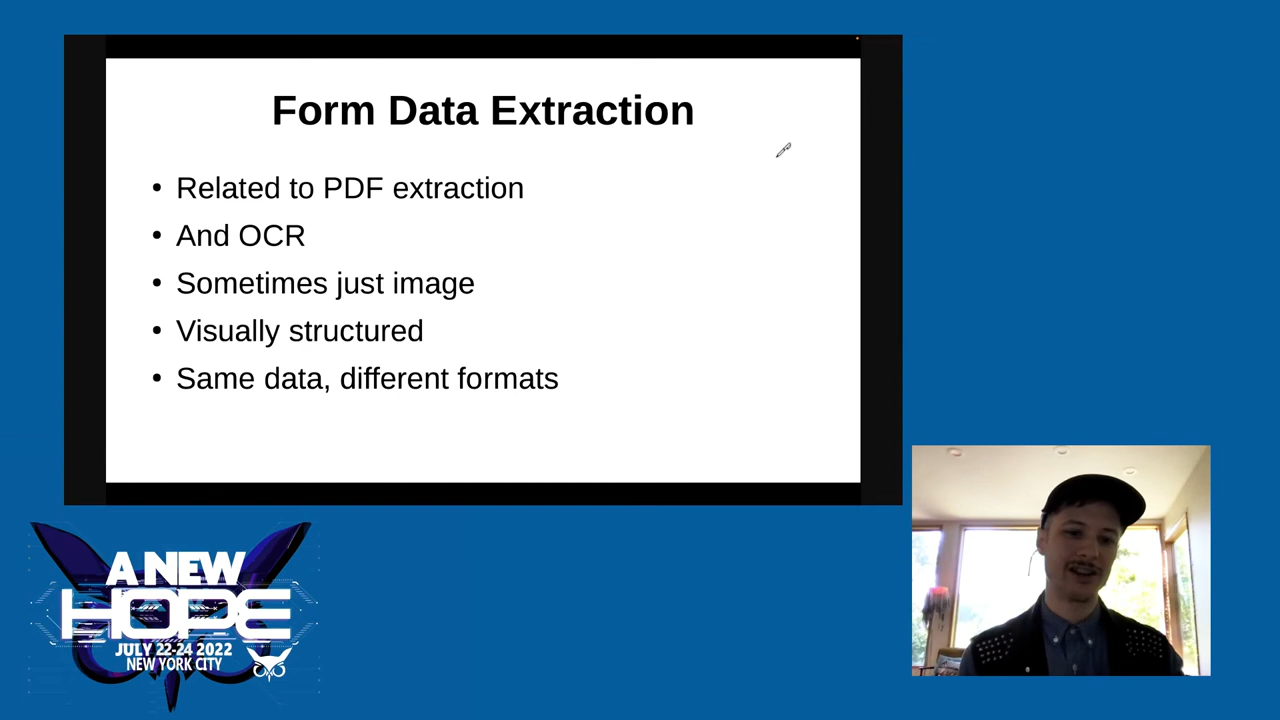 Form Data Extraction
• Related to PDF extraction
• And OCR
• Sometimes just image
• Visually structured
• Same data, different formats
A NEW
HOPE
JULY 22-24 2022
NEW YORK CITY